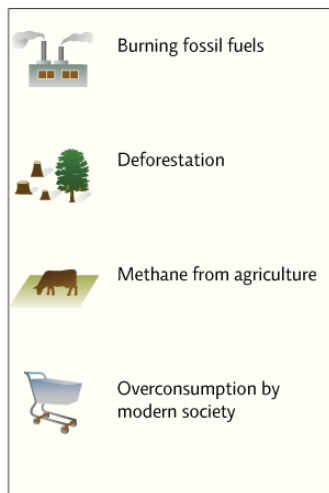 Burning fossil fuels
Deforestation
Methane from agriculture
Overconsumption by
modern society